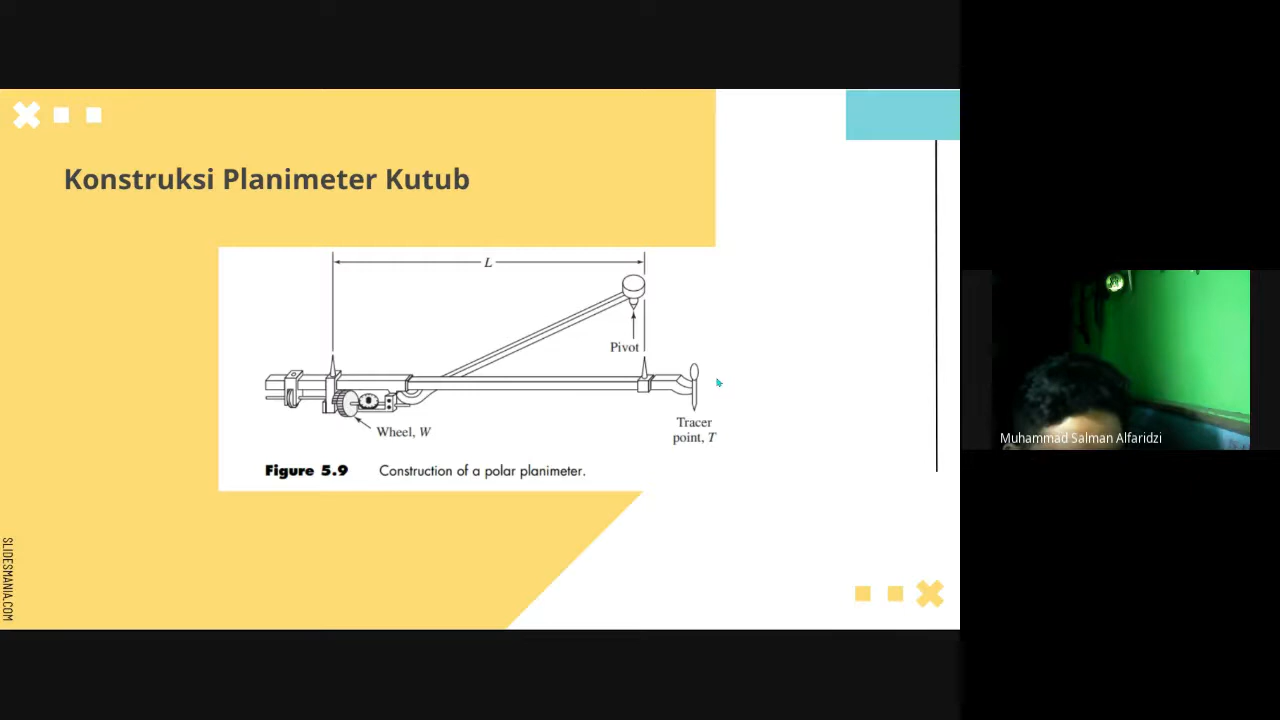 Konstruksi Planimeter Kutub
L
Pivot
Tracer
point, T
Wheel, W
Figure 5.9 Construction of a polar planimeter.
SLIDESMANIA.COM
Muhammad Salman Alfaridzi